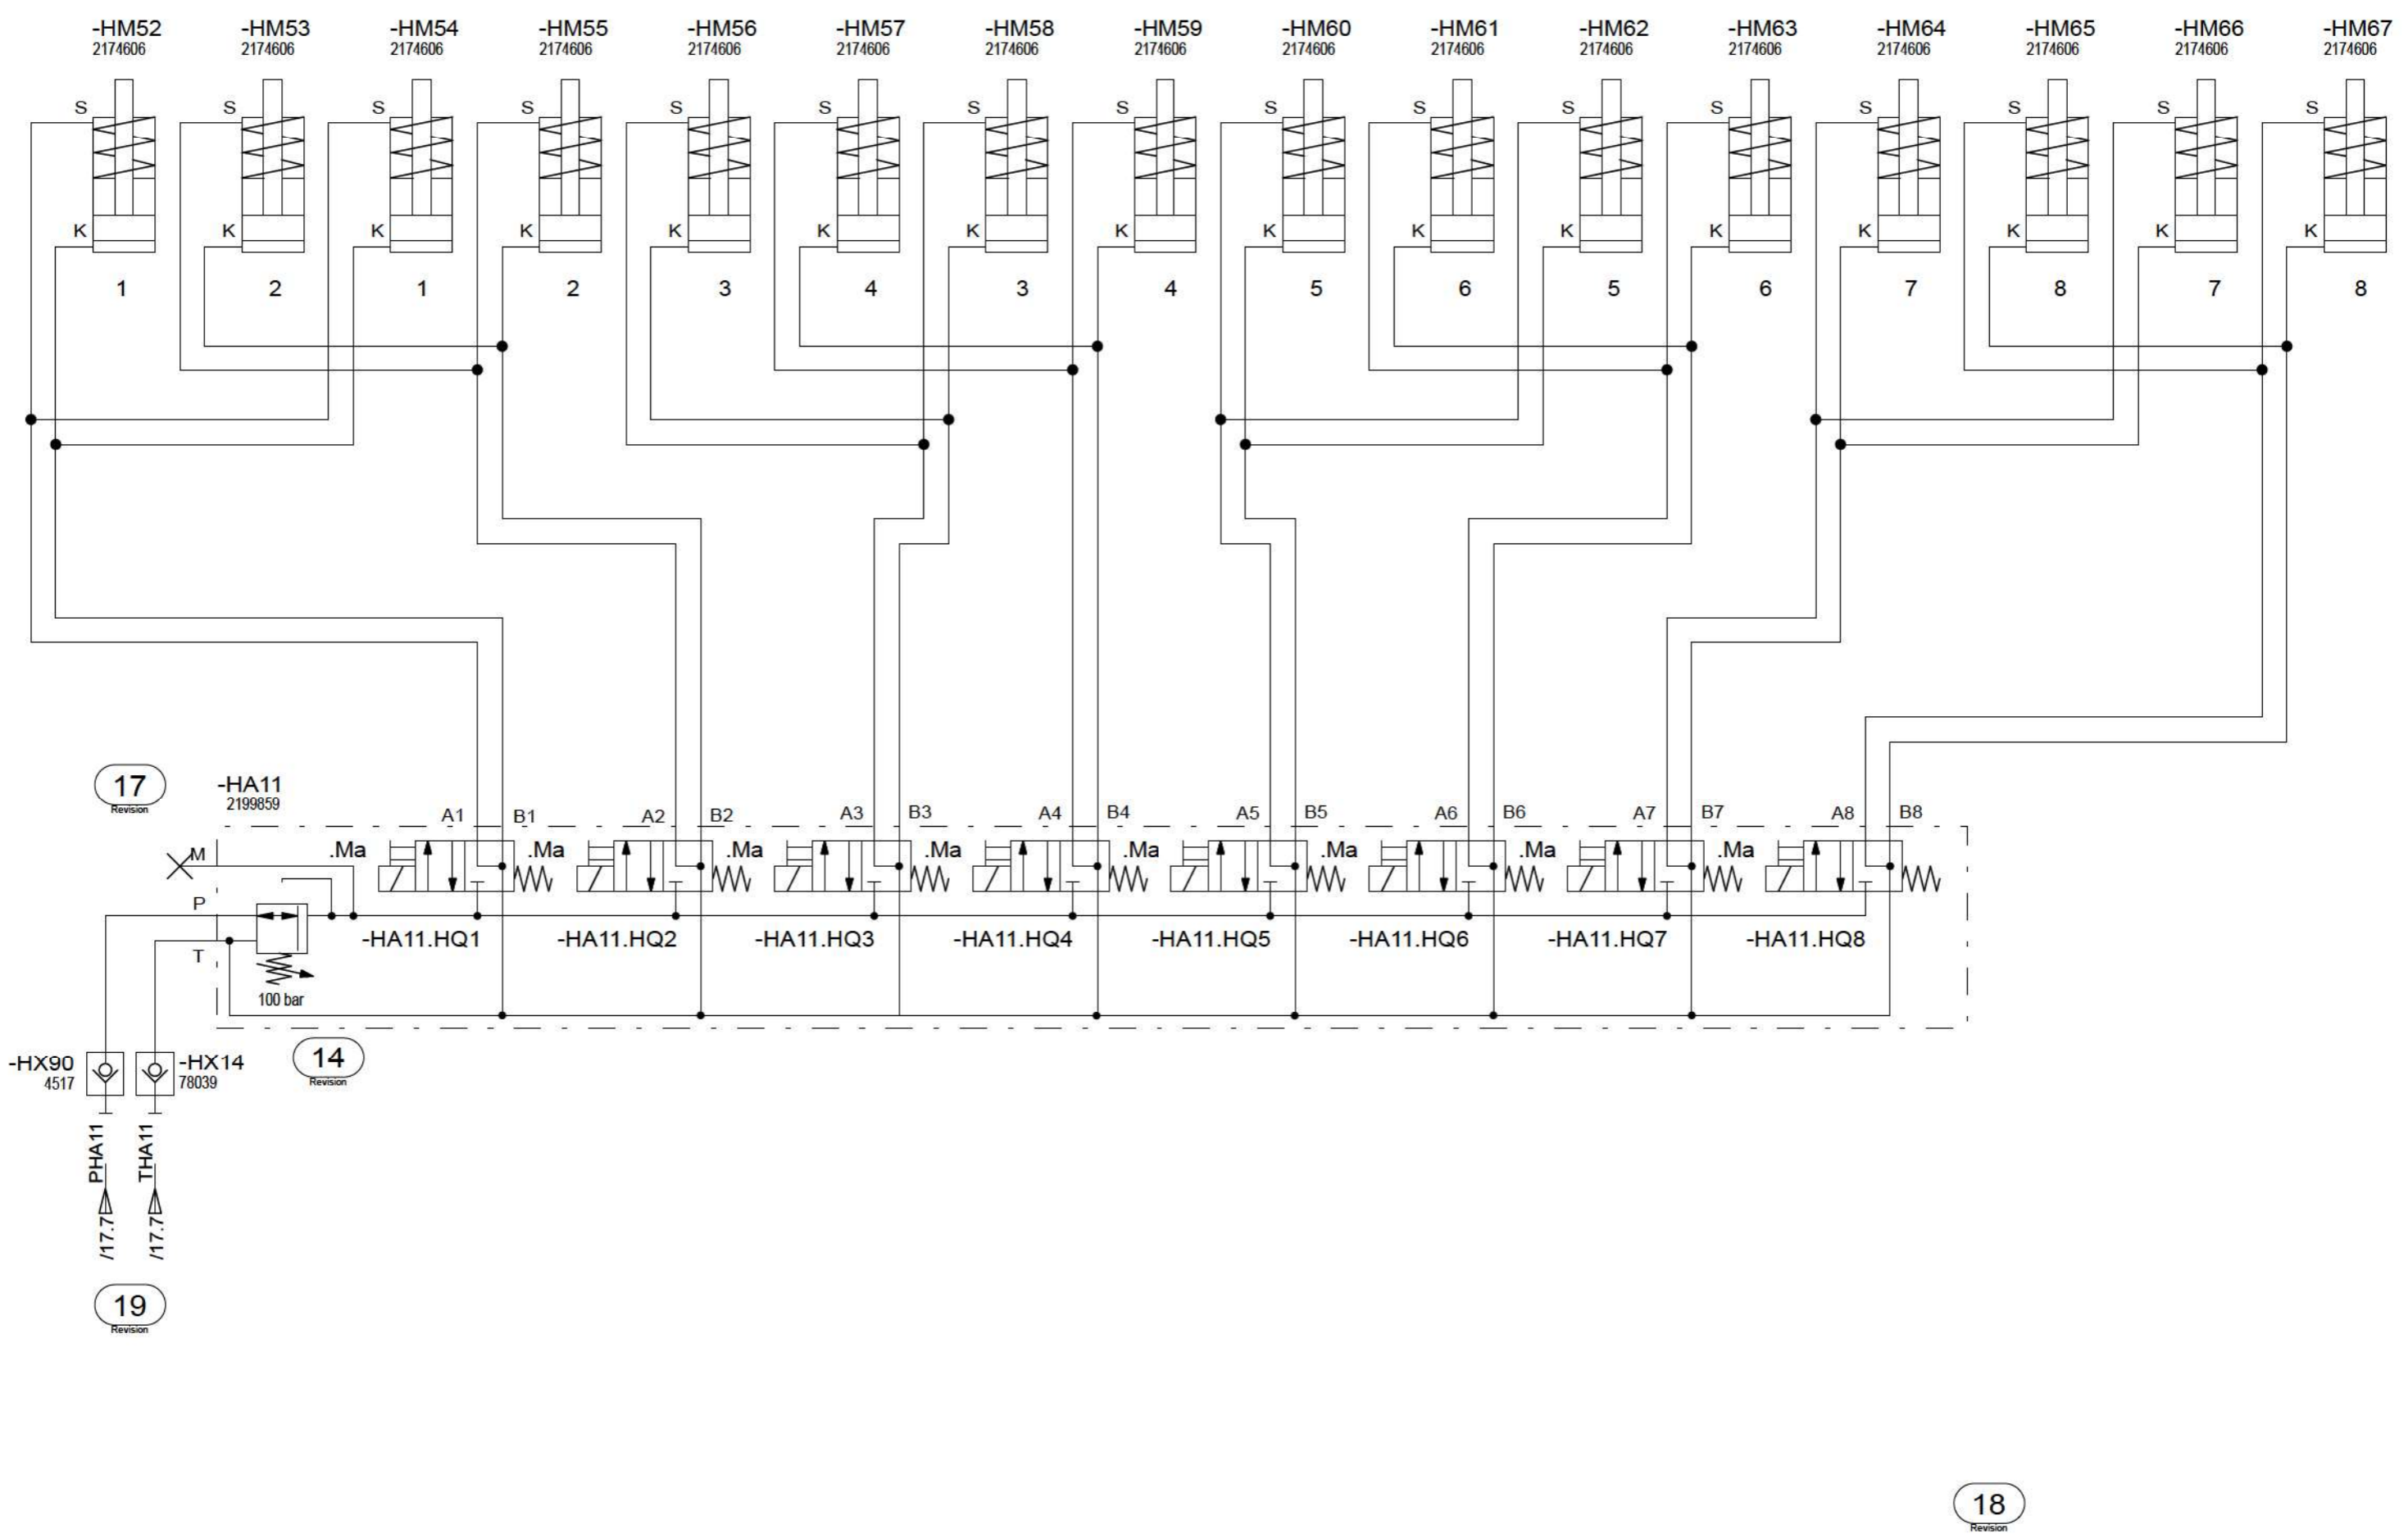 -HM52 -HM53 -HM54 -HM55 -HM56 -HM57 -HM58 -HM59 -HM60 -HM61 -HM62 -HM63 -HM64 -HM65 -HM66 -HM67
2174606 2174606 2174606 2174606 2174606 2174606 2174606 2174606 2174606 2174606 2174606 2174606 2174606 2174606 2174606 2174606
S S S S S S S S S S S S S S S S
K K K K K K K K K K K K K K K K
1 2 1 2 3 4 3 4 5 6 5 6 7 8 7 8
17
Revision
-HA11
2199859
A1 B1 A2 B2 A3 B3 A4 B4 A5 B5 A6 B6 A7 B7 A8 B8
M .Ma .Ma .Ma .Ma .Ma .Ma .Ma .Ma
P
-HA11.HQ1 -HA11.HQ2 -HA11.HQ3 -HA11.HQ4 -HA11.HQ5 -HA11.HQ6 -HA11.HQ7 -HA11.HQ8
T
100 bar
14
Revision
-HX90
4517
-HX14
78039
PHA11
THA11
/17.7
/17.7
19
Revision
18
Revision